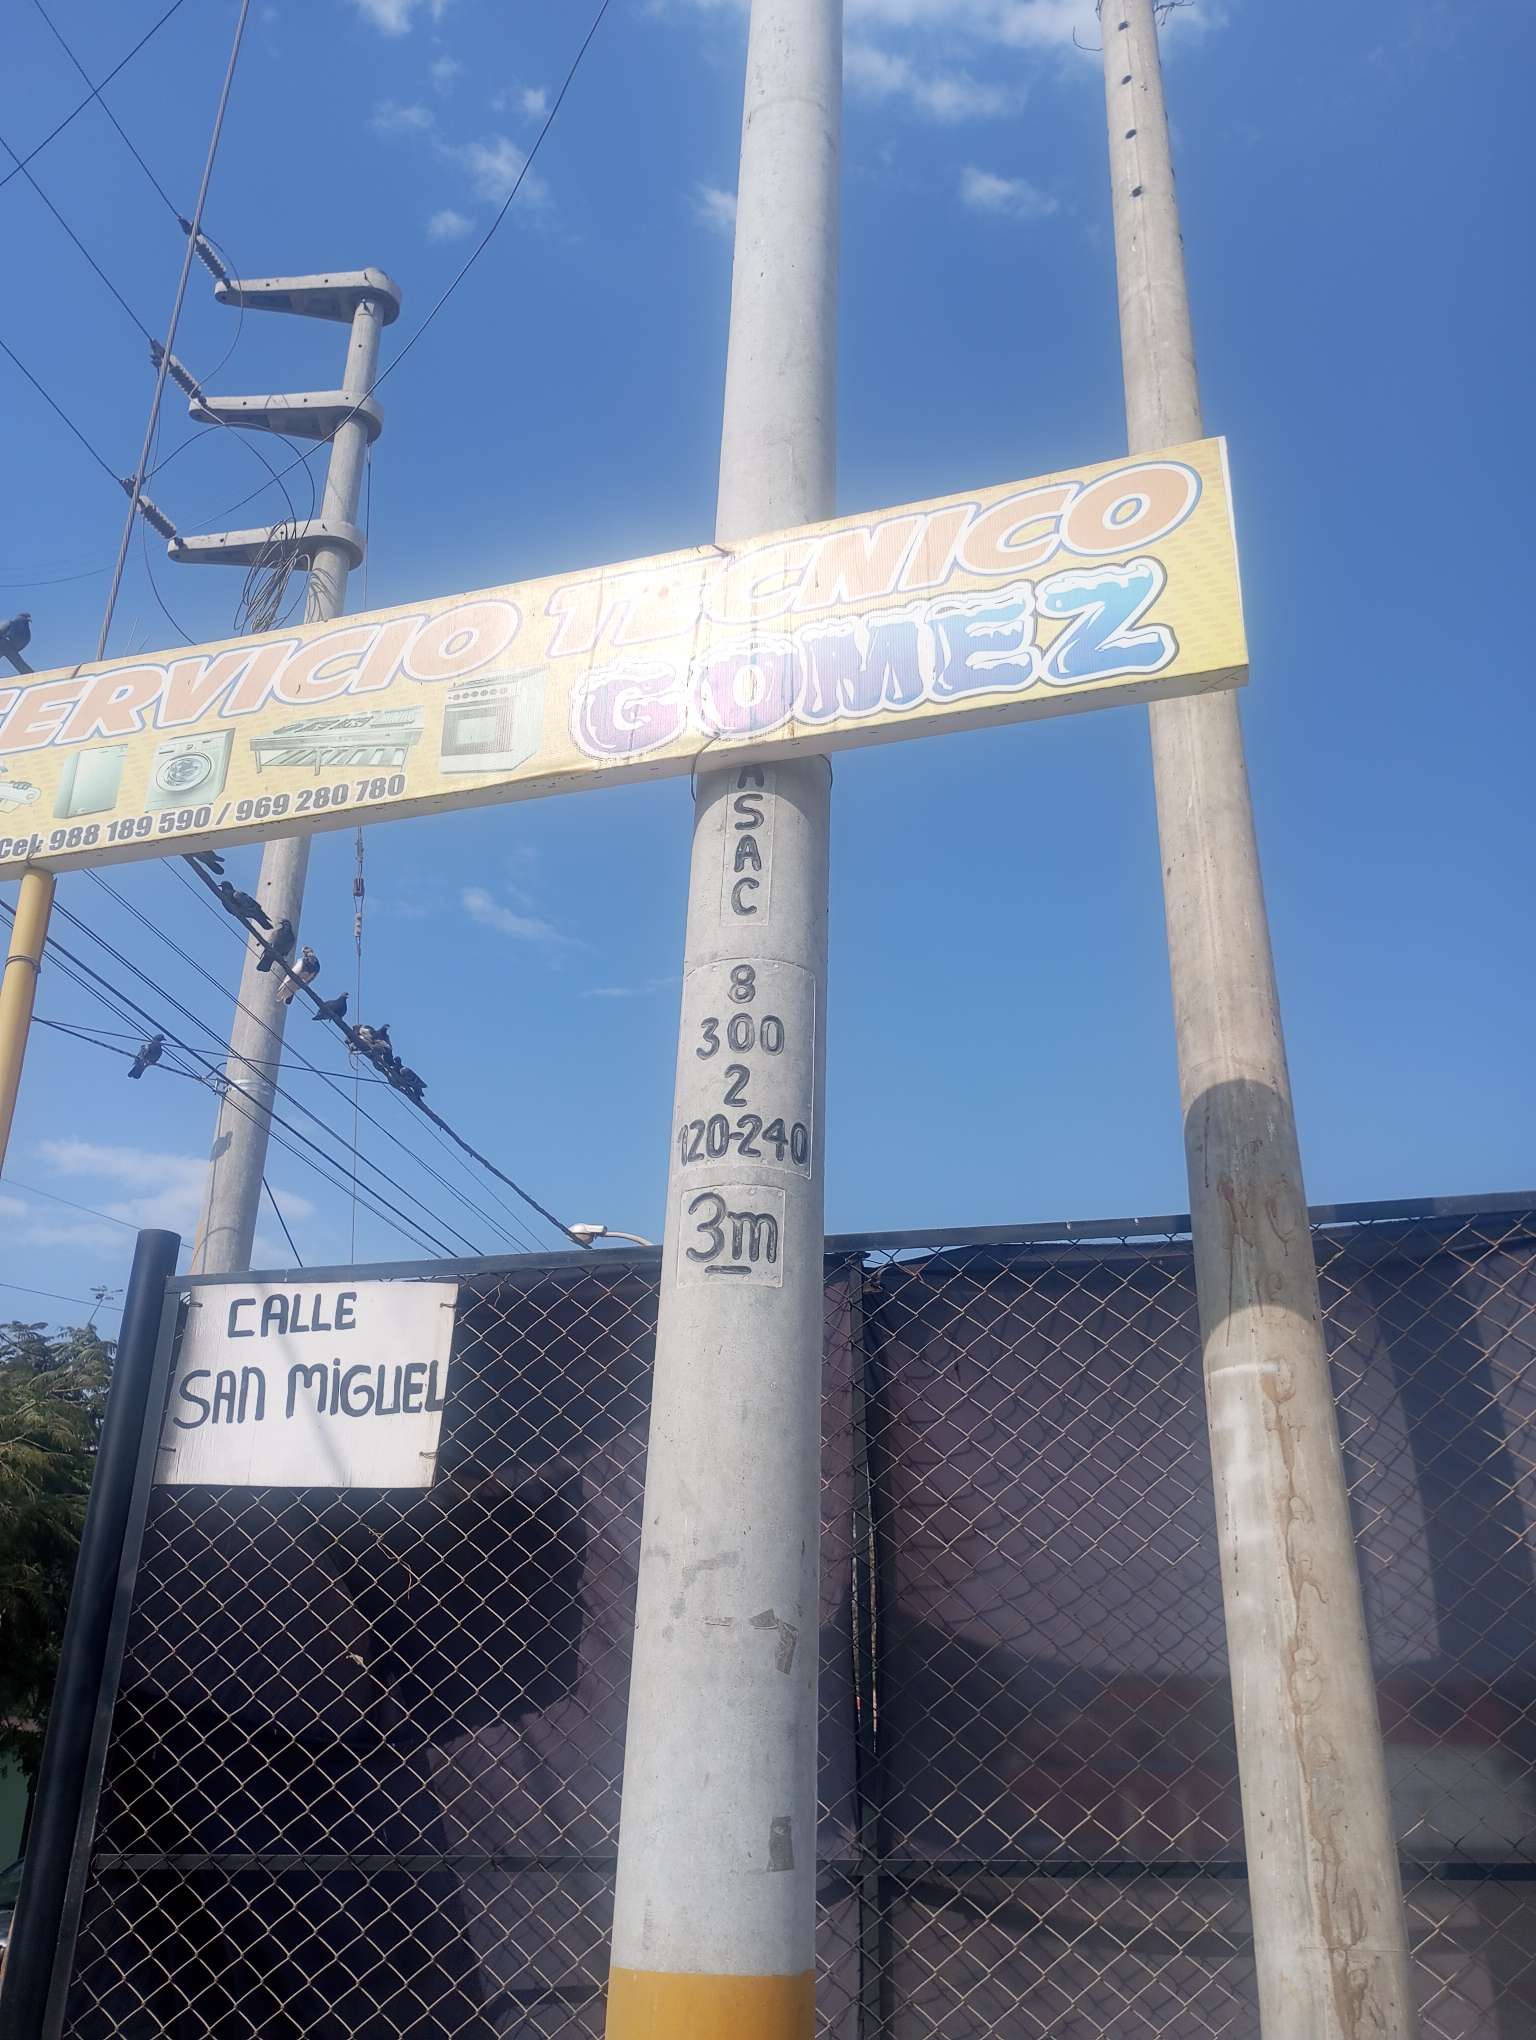 SERVICIO TECNICO
GOMEZ
Cel: 988 189 590 / 969 280 780
ASAC
8
300
2
120-240
3m
CALLE
SAN MIGUEL